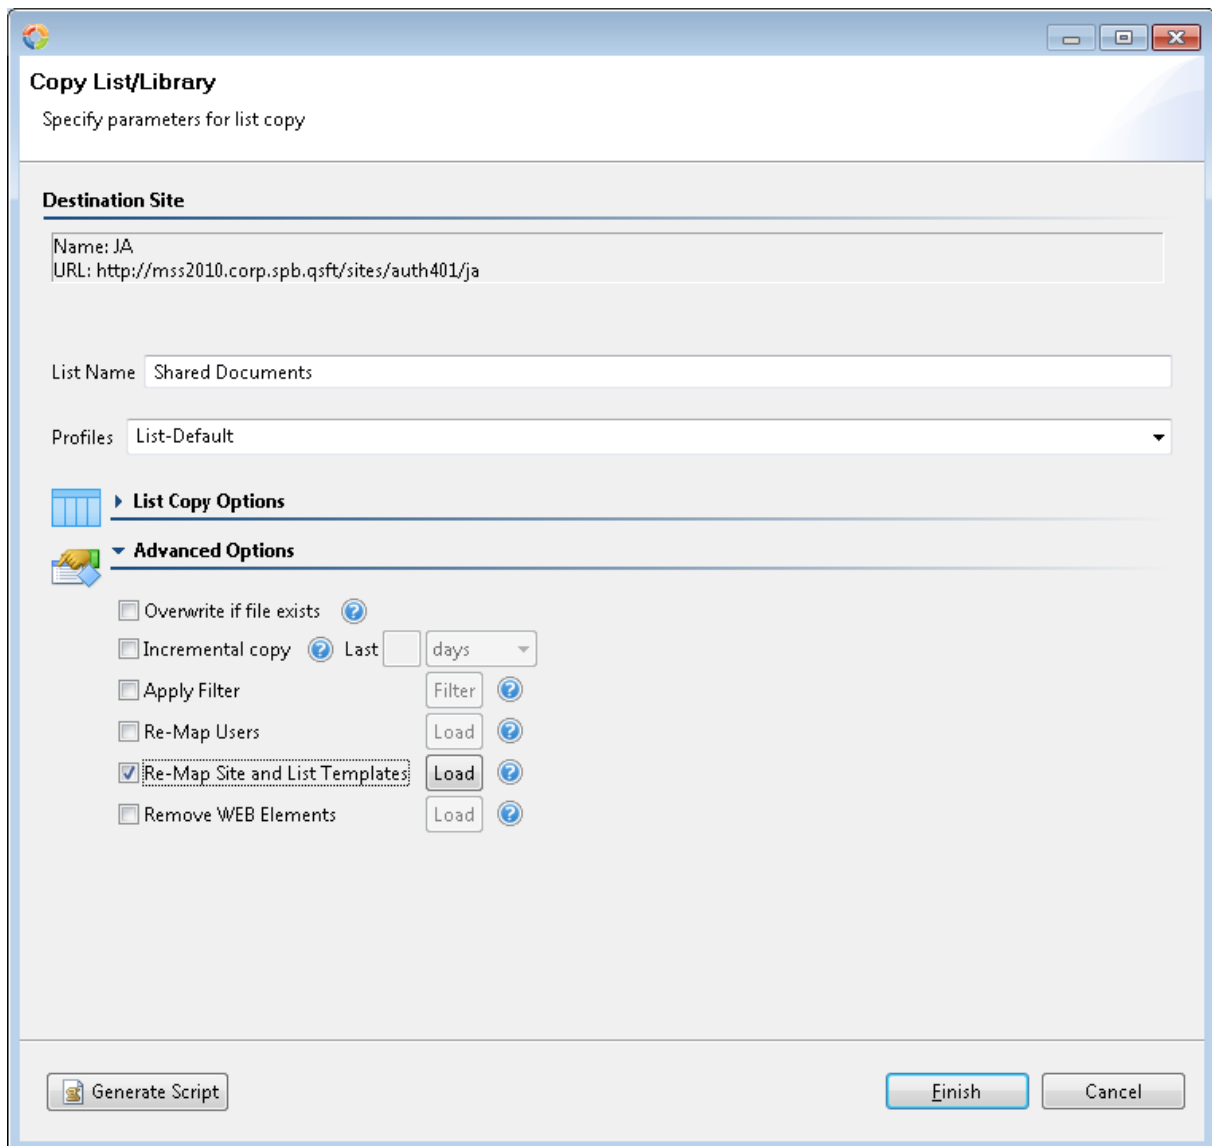 Copy List/Library
Specify parameters for list copy
Destination Site
Name: JA
URL: http://mss2010.corp.spb.qsft/sites/auth401/ja
List Name Shared Documents
Profiles List-Default
List Copy Options
Advanced Options
Overwrite if file exists
Incremental copy Last days
Apply Filter Filter
Re-Map Users Load
Re-Map Site and List Templates Load
Remove WEB Elements Load
Generate Script Finish Cancel